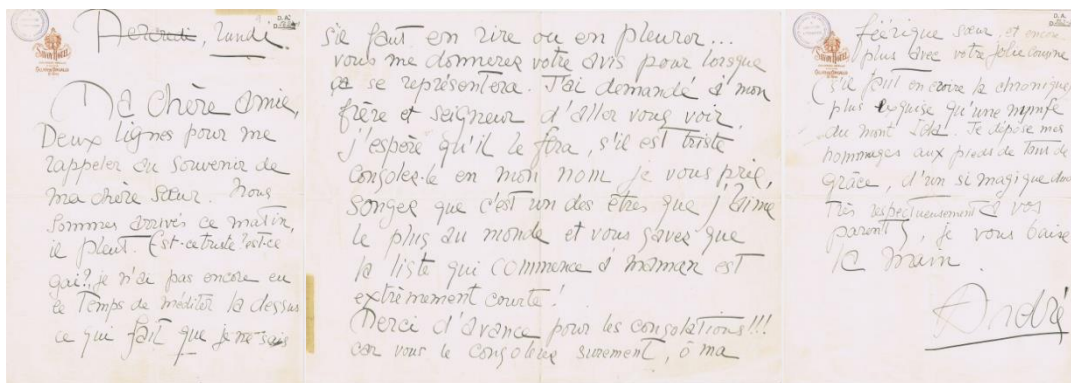 D. A.
Mercredi, lundi.
Ma chère amie,
Deux lignes pour me
rappeler au souvenir de
ma chère sœur. Nous
sommes arrivés ce matin,
il pleut. Est-ce triste est-ce
gai? je n'ai pas encore eu
le temps de méditer la dessus
ce qui fait que je ne sais
s'il faut en rire ou en pleurer...
vous me donnerez votre avis pour lorsque
ça se représentera. J'ai demandé à mon
frère et seigneur d'aller vous voir
j'espère qu'il le fera, s'il est triste
consolez-le en mon nom je vous prie,
songez que c'est un des êtres que j'aime
le plus au monde et vous savez que
la liste qui commence à maman est
extrèmement courte!
Merci d'avance pour les consolations!!!
car vous le consolerez surement, ô ma
D. A.
féérique sœur, et encore
plus avec votre jolie cousine
(s'il faut en croire la chronique
plus exquise qu'une nymfe
du mont Ida. Je dépose mes
hommages aux pieds de tant de
Grâce, d'un si magique duo
Très respectueusement à vos
parents, je vous baise
la main.
André